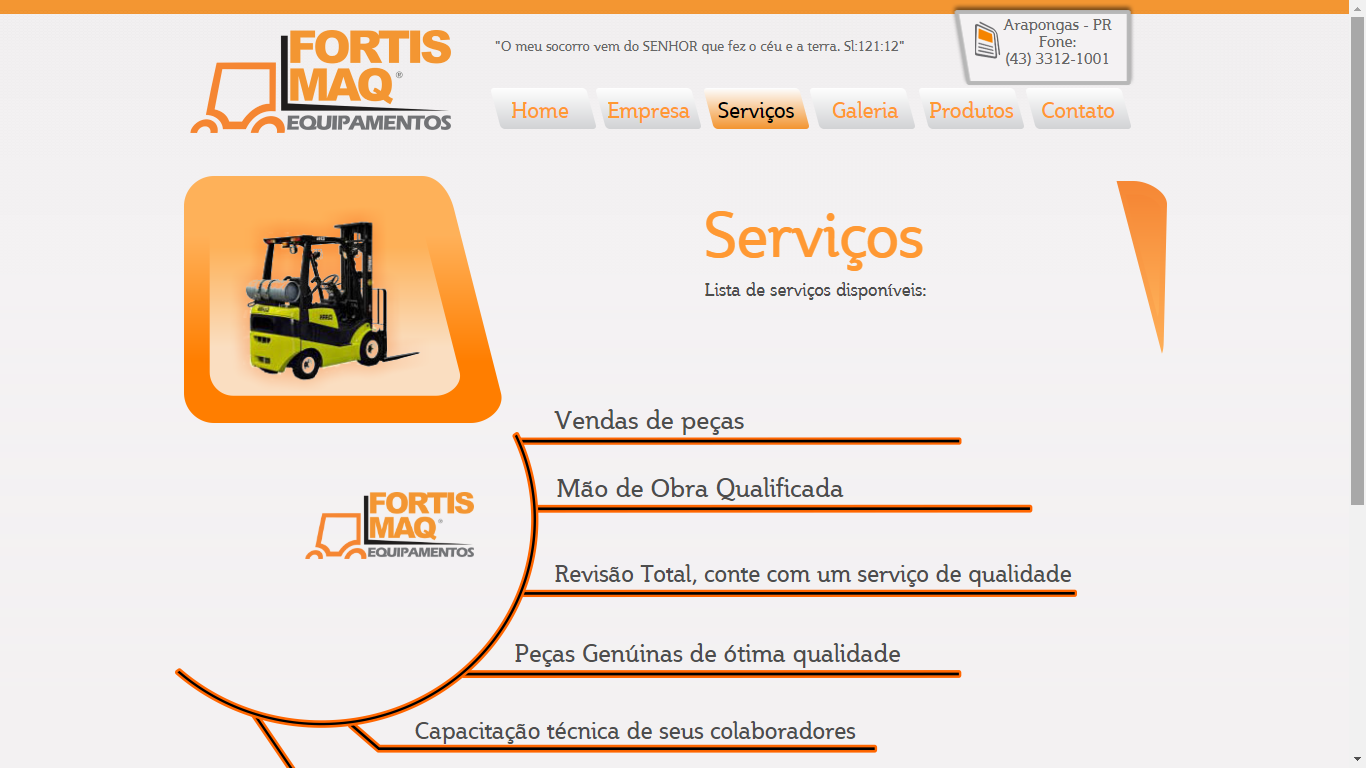 FORTIS
MAQ®
EQUIPAMENTOS
"O meu socorro vem do SENHOR que fez o céu e a terra. Sl:121:12"
Arapongas - PR
Fone:
(43) 3312-1001
Home Empresa Serviços Galeria Produtos Contato
Serviços
Lista de serviços disponíveis:
Vendas de peças
Mão de Obra Qualificada
FORTIS
MAQ®
EQUIPAMENTOS
Revisão Total, conte com um serviço de qualidade
Peças Genúinas de ótima qualidade
Capacitação técnica de seus colaboradores